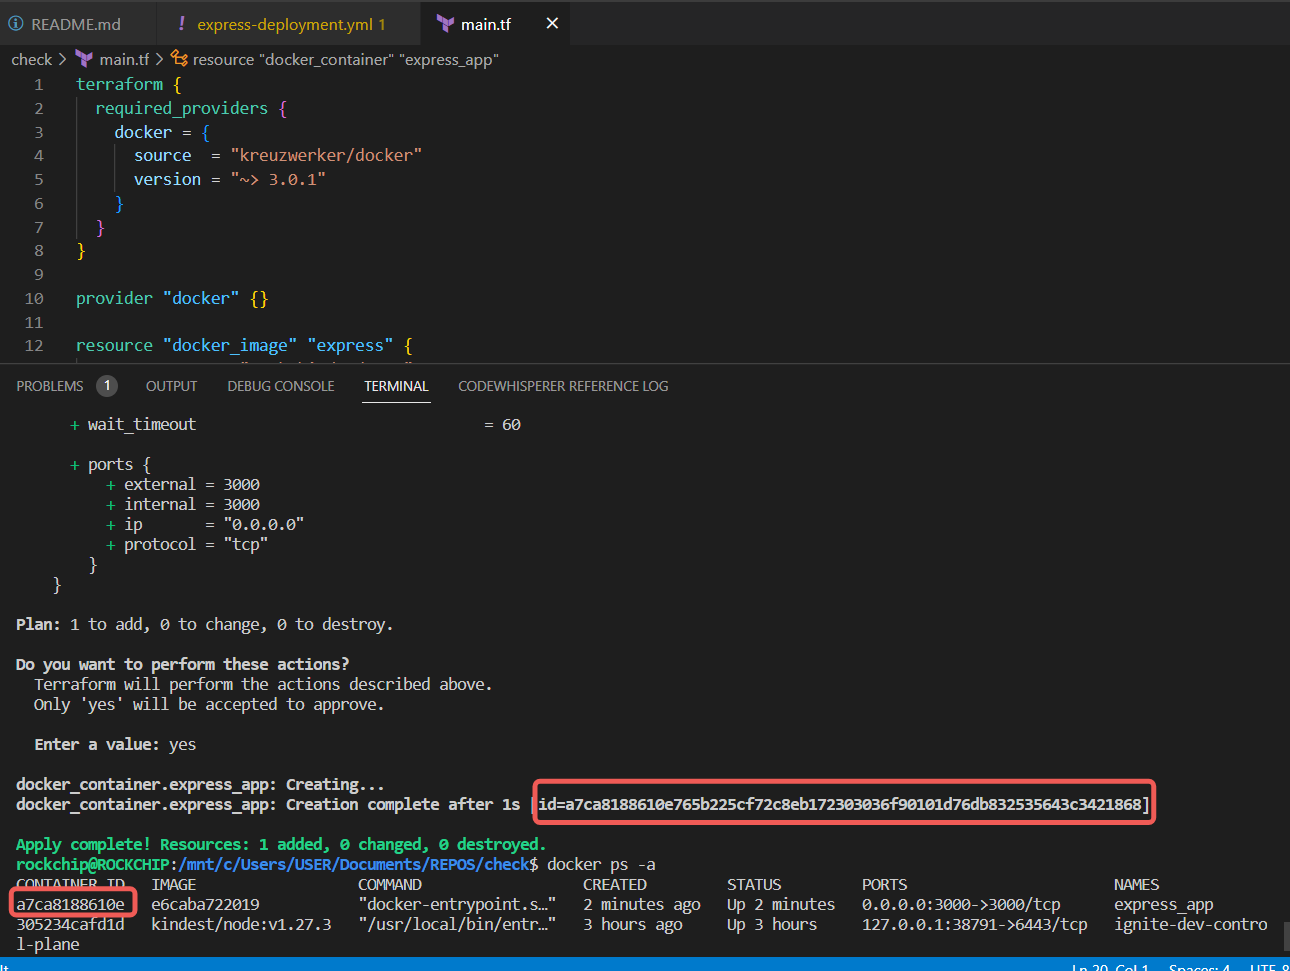 README.md ! express-deployment.yml 1 main.tf ×
check > main.tf > resource "docker_container" "express_app"
1 terraform {
2 required_providers {
3 docker = {
4 source = "kreuzwerker/docker"
5 version = "~> 3.0.1"
6 }
7 }
8 }
9
10 provider "docker" {}
11
12 resource "docker_image" "express" {
PROBLEMS 1 OUTPUT DEBUG CONSOLE TERMINAL CODEWHISPERER REFERENCE LOG
+ wait_timeout = 60
+ ports {
+ external = 3000
+ internal = 3000
+ ip = "0.0.0.0"
+ protocol = "tcp"
}
}
Plan: 1 to add, 0 to change, 0 to destroy.
Do you want to perform these actions?
Terraform will perform the actions described above.
Only 'yes' will be accepted to approve.
Enter a value: yes
docker_container.express_app: Creating...
docker_container.express_app: Creation complete after 1s [id=a7ca8188610e765b225cf72c8eb172303036f90101d76db832535643c3421868]
Apply complete! Resources: 1 added, 0 changed, 0 destroyed.
rockchip@ROCKCHIP:/mnt/c/Users/USER/Documents/REPOS/check$ docker ps -a
CONTAINER ID IMAGE COMMAND CREATED STATUS PORTS NAMES
a7ca8188610e e6caba722019 "docker-entrypoint.s…" 2 minutes ago Up 2 minutes 0.0.0.0:3000->3000/tcp express_app
305234cafd1d kindest/node:v1.27.3 "/usr/local/bin/entr…" 3 hours ago Up 3 hours 127.0.0.1:38791->6443/tcp ignite-dev-contro
l-plane
Ln 20, Col 1 Spaces: 4 UTF-8